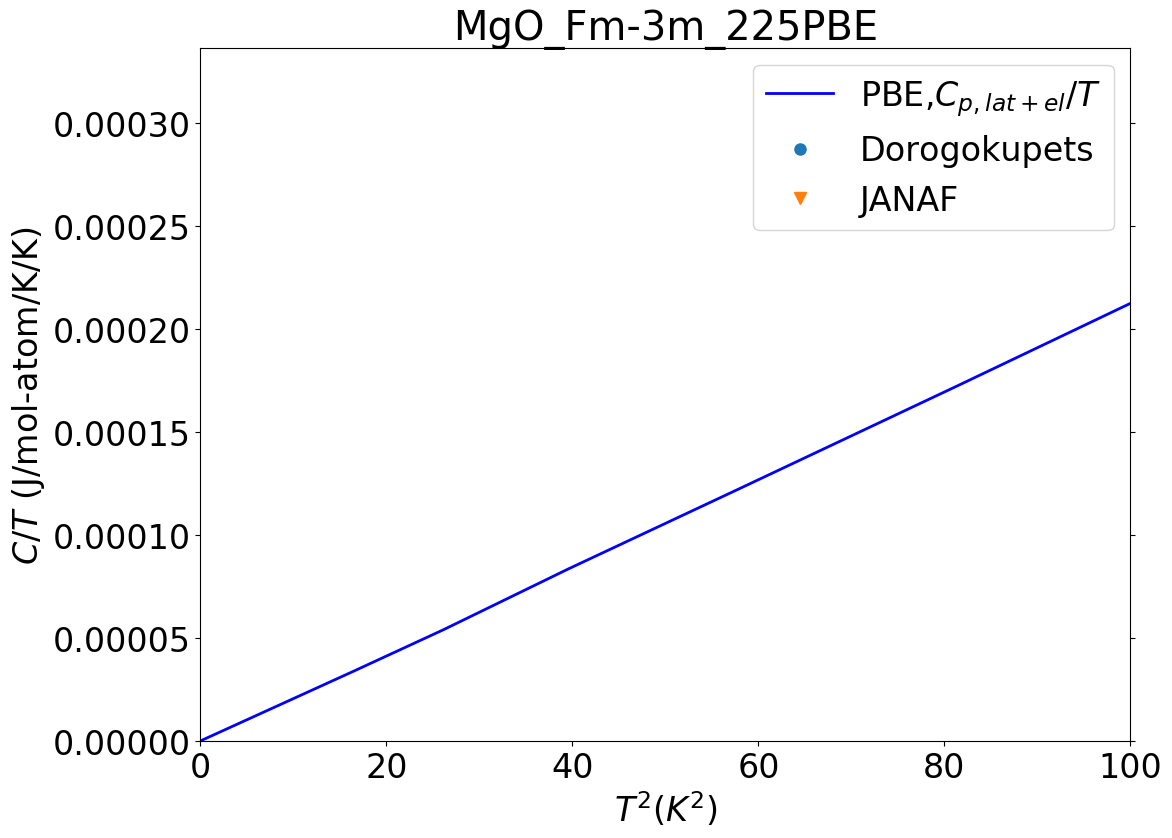 MgO_Fm-3m_225PBE
PBE,$C_{p,lat+el}/T$
Dorogokupets
JANAF
0.00030
0.00025
0.00020
0.00015
0.00010
0.00005
0.00000
C/T (J/mol-atom/K/K)
0 20 40 60 80 100
$T^2(K^2)$